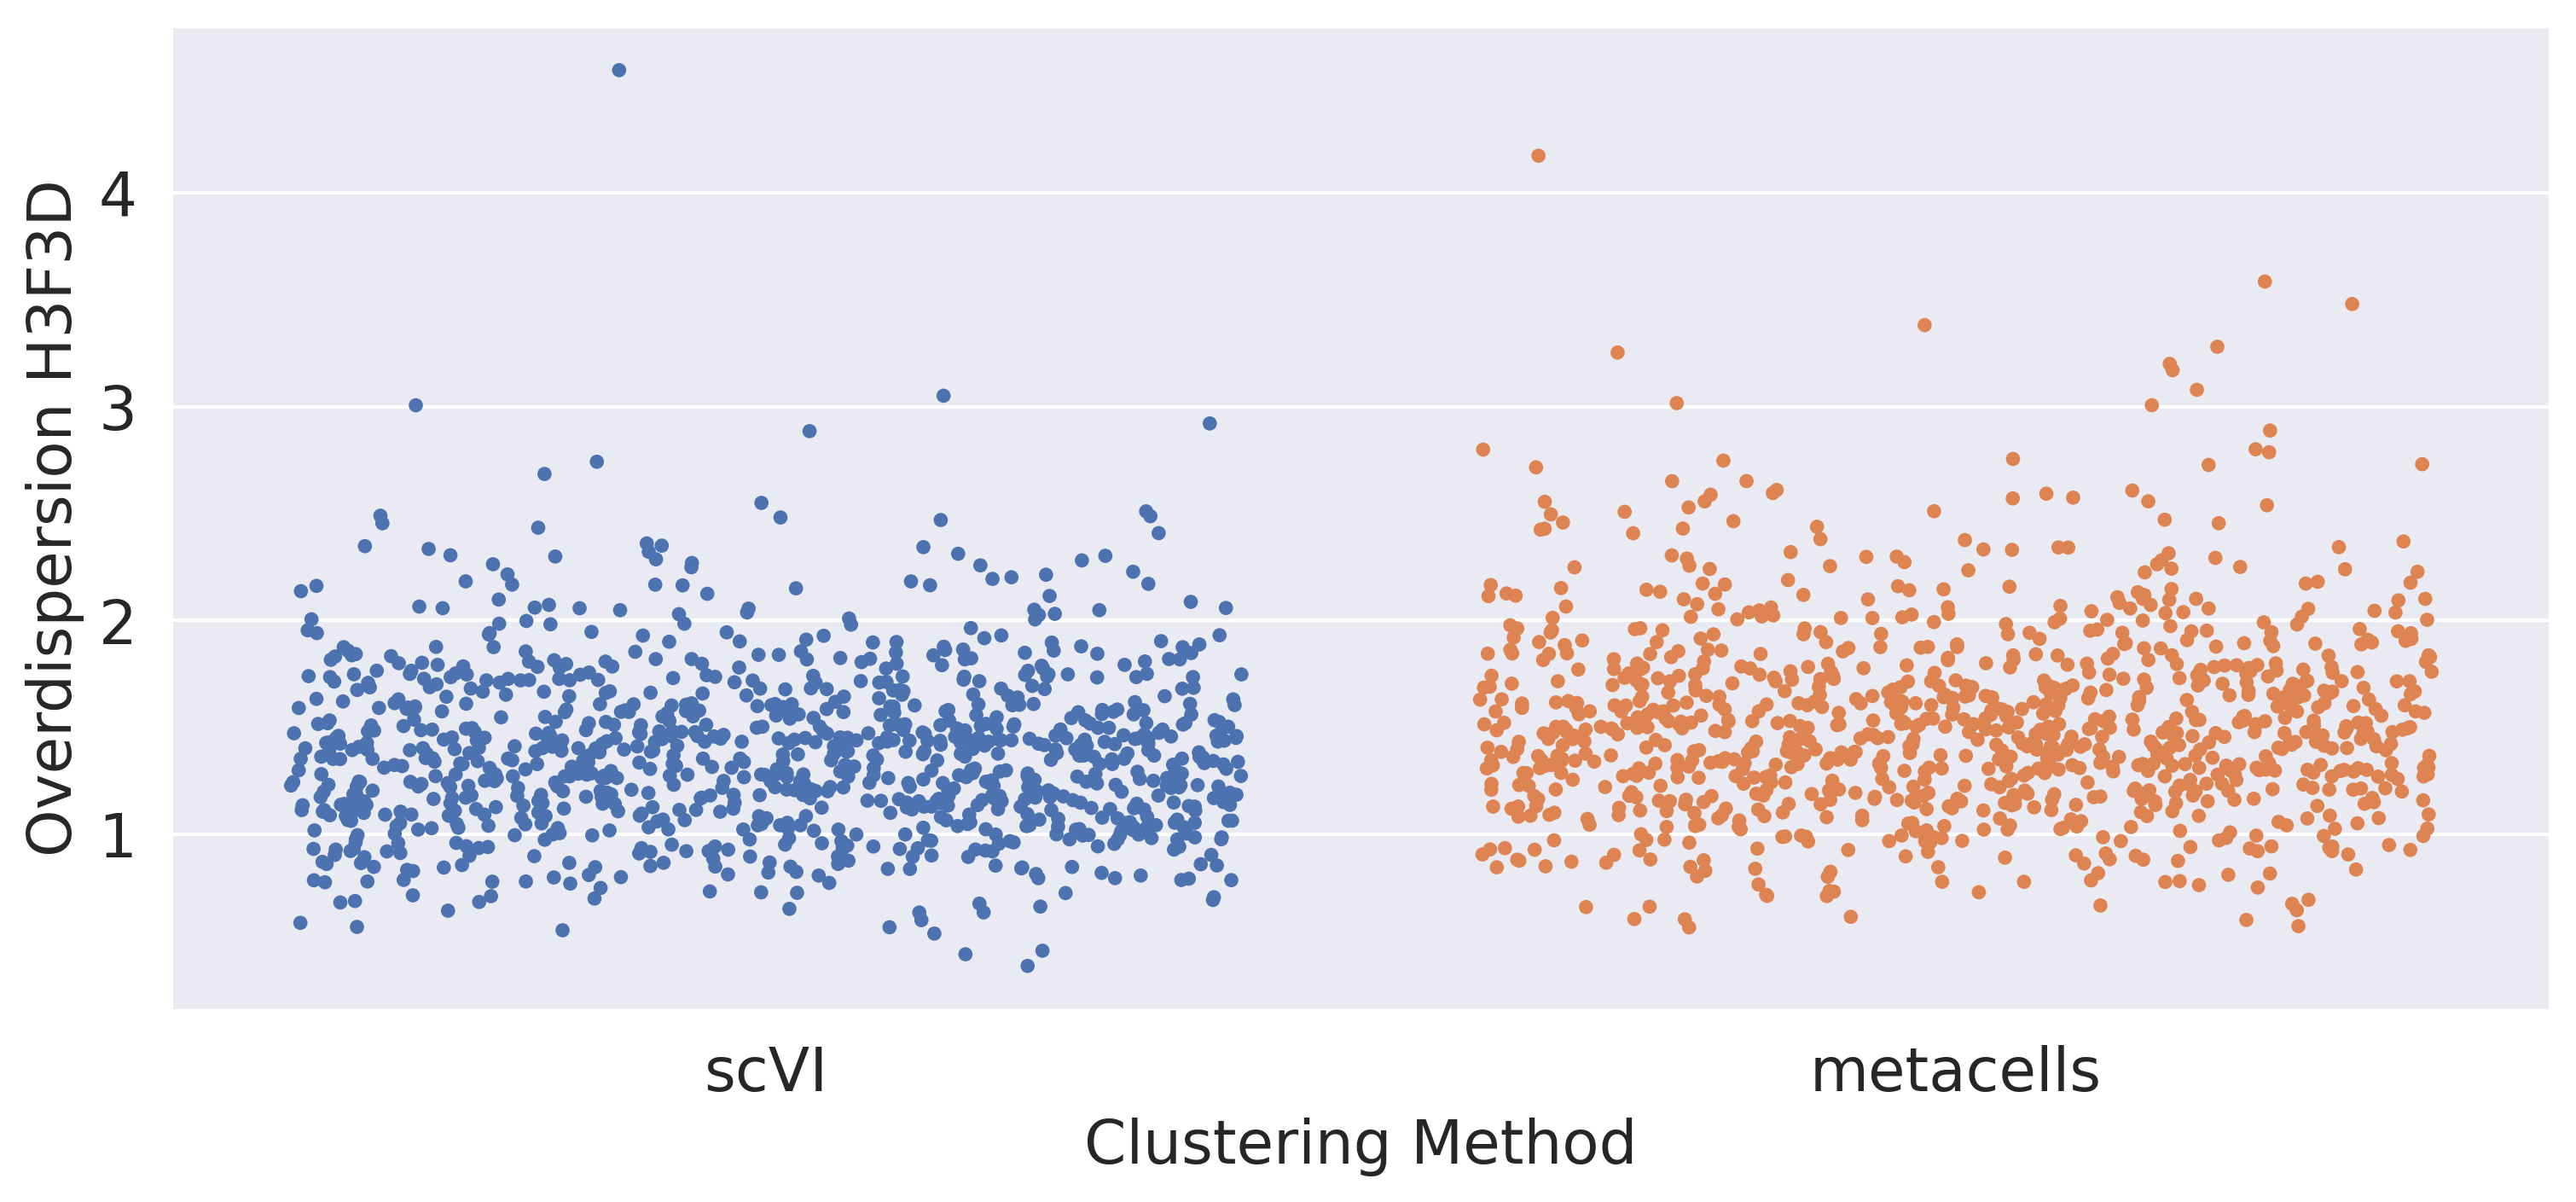 Overdispersion H3F3D
4
3
2
1
scVI
metacells
Clustering Method